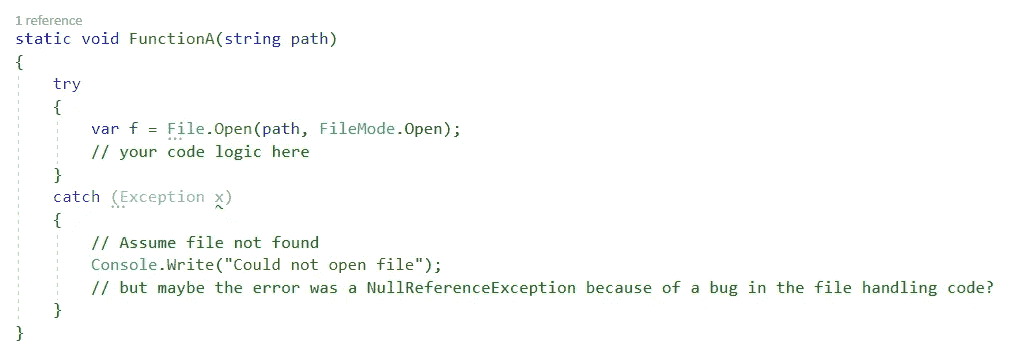 1 reference
static void FunctionA(string path)
{
try
{
var f = File.Open(path, FileMode.Open);
// your code logic here
}
catch (Exception x)
{
// Assume file not found
Console.Write("Could not open file");
// but maybe the error was a NullReferenceException because of a bug in the file handling code?
}
}